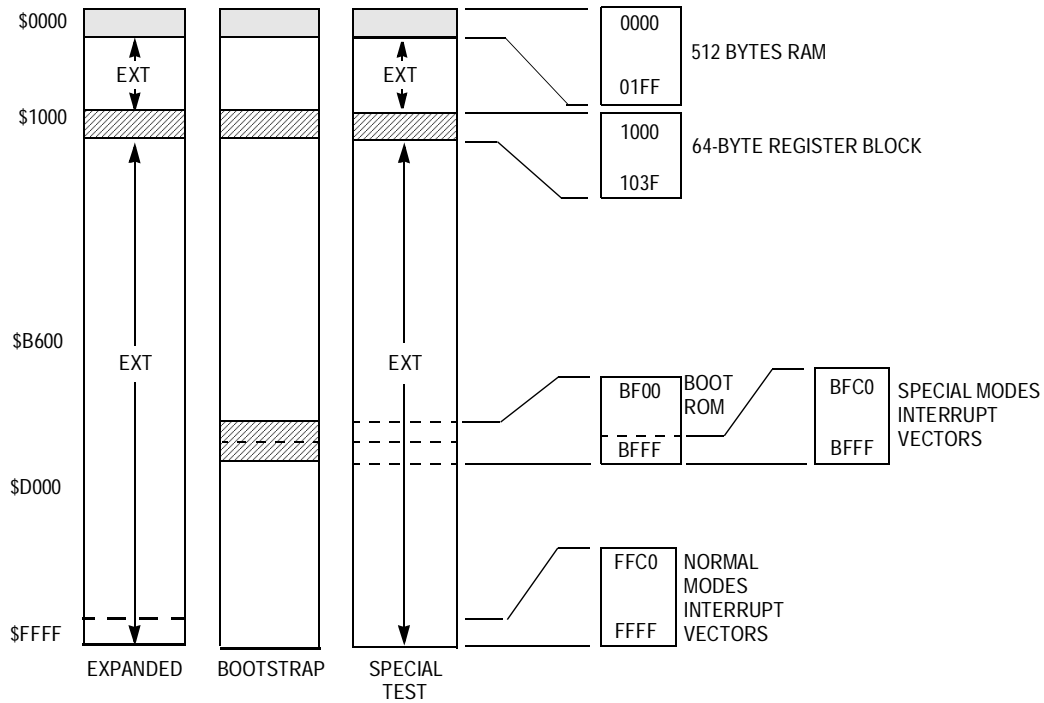 $0000
0000
512 BYTES RAM
EXT
EXT
01FF
$1000
1000
64-BYTE REGISTER BLOCK
103F
$B600
EXT
EXT
BF00
BOOT
ROM
BFFF
BFC0
BFFF
SPECIAL MODES
INTERRUPT
VECTORS
$D000
FFC0
FFFF
NORMAL
MODES
INTERRUPT
VECTORS
$FFFF
EXPANDED
BOOTSTRAP
SPECIAL
TEST